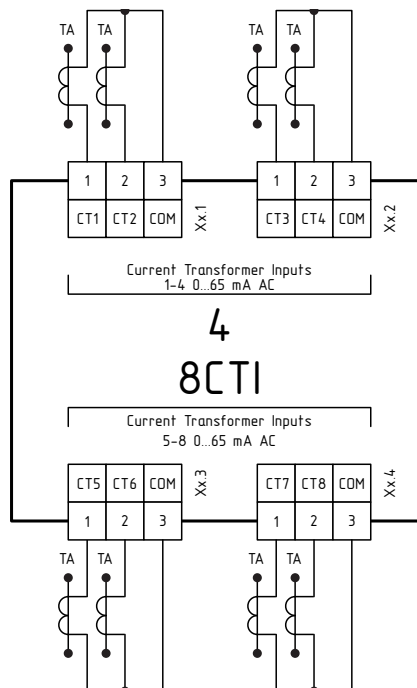 TA TA TA TA
1 2 3 1 2 3
CT1 CT2 COM Xx.1 CT3 CT4 COM Xx.2
Current Transformer Inputs
1-4 0...65 mA AC
4
8CTI
Current Transformer Inputs
5-8 0...65 mA AC
CT5 CT6 COM Xx.3 CT7 CT8 COM Xx.4
1 2 3 1 2 3
TA TA TA TA